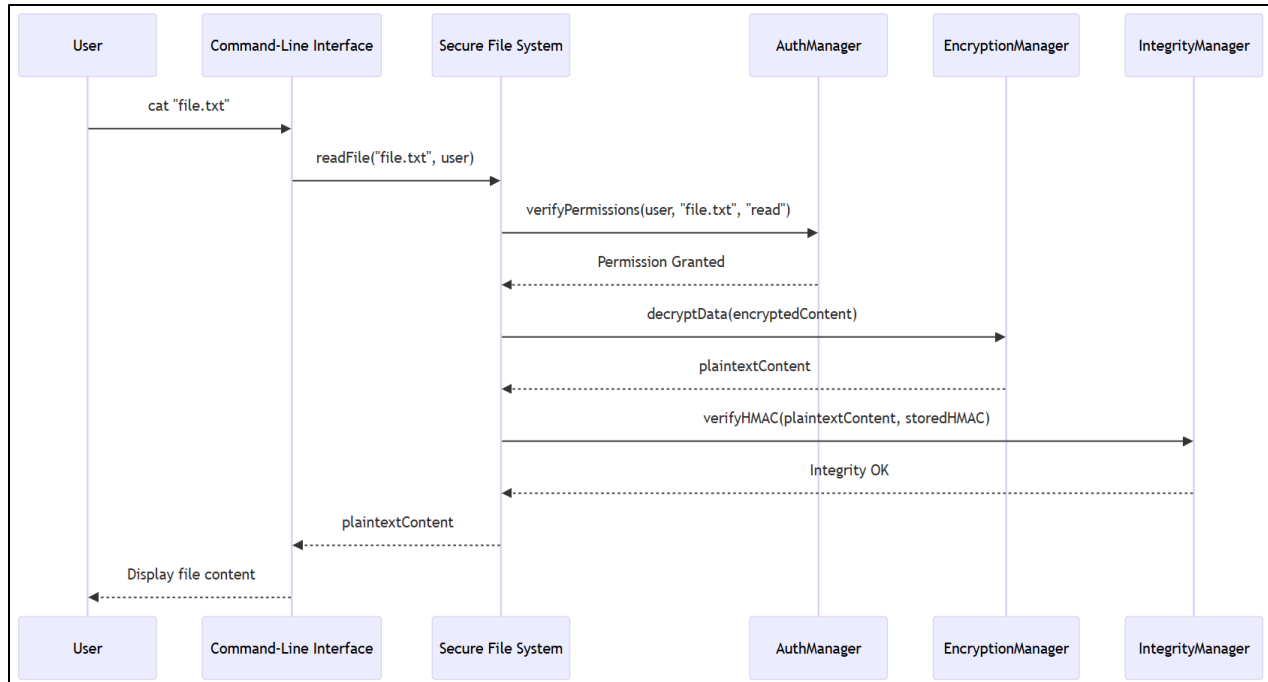 User
Command-Line Interface
Secure File System
AuthManager
EncryptionManager
IntegrityManager
cat "file.txt"
readFile("file.txt", user)
verifyPermissions(user, "file.txt", "read")
Permission Granted
decryptData(encryptedContent)
plaintextContent
verifyHMAC(plaintextContent, storedHMAC)
Integrity OK
plaintextContent
Display file content
User
Command-Line Interface
Secure File System
AuthManager
EncryptionManager
IntegrityManager